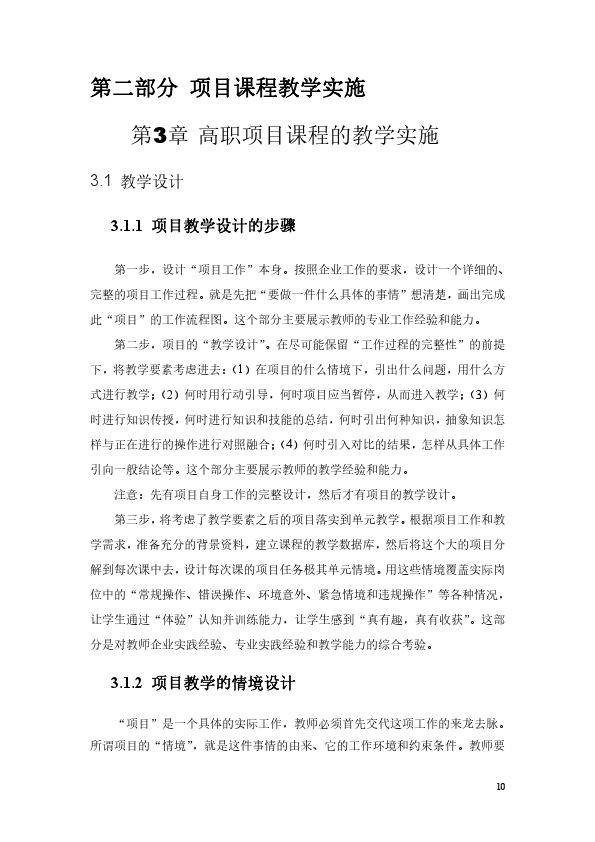 第二部分 项目课程教学实施
第3章 高职项目课程的教学实施
3.1 教学设计
3.1.1 项目教学设计的步骤
第一步，设计“项目工作”本身。按照企业工作的要求，设计一个详细的、
完整的项目工作过程。就是先把“要做一件什么具体的事情”想清楚，画出完成
此“项目”的工作流程图。这个部分主要展示教师的专业工作经验和能力。
第二步，项目的“教学设计”。在尽可能保留“工作过程的完整性”的前提
下，将教学要素考虑进去：（1）在项目的什么情境下，引出什么问题，用什么方
式进行教学；（2）何时用行动引导，何时项目应当暂停，从而进入教学；（3）何
时进行知识传授，何时进行知识和技能的总结，何时引出何种知识，抽象知识怎
样与正在进行的操作进行对照融合；（4）何时引入对比的结果，怎样从具体工作
引向一般结论等。这个部分主要展示教师的教学经验和能力。
注意：先有项目自身工作的完整设计，然后才有项目的教学设计。
第三步，将考虑了教学要素之后的项目落实到单元教学。根据项目工作和教
学需求，准备充分的背景资料，建立课程的教学数据库，然后将这个大的项目分
解到每次课中去，设计每次课的项目任务极其单元情境。用这些情境覆盖实际岗
位中的“常规操作、错误操作、环境意外、紧急情境和违规操作”等各种情况，
让学生通过“体验”认知并训练能力，让学生感到“真有趣，真有收获”。这部
分是对教师企业实践经验、专业实践经验和教学能力的综合考验。
3.1.2 项目教学的情境设计
“项目”是一个具体的实际工作，教师必须首先交代这项工作的来龙去脉。
所谓项目的“情境”，就是这件事情的由来、它的工作环境和约束条件。教师要
10